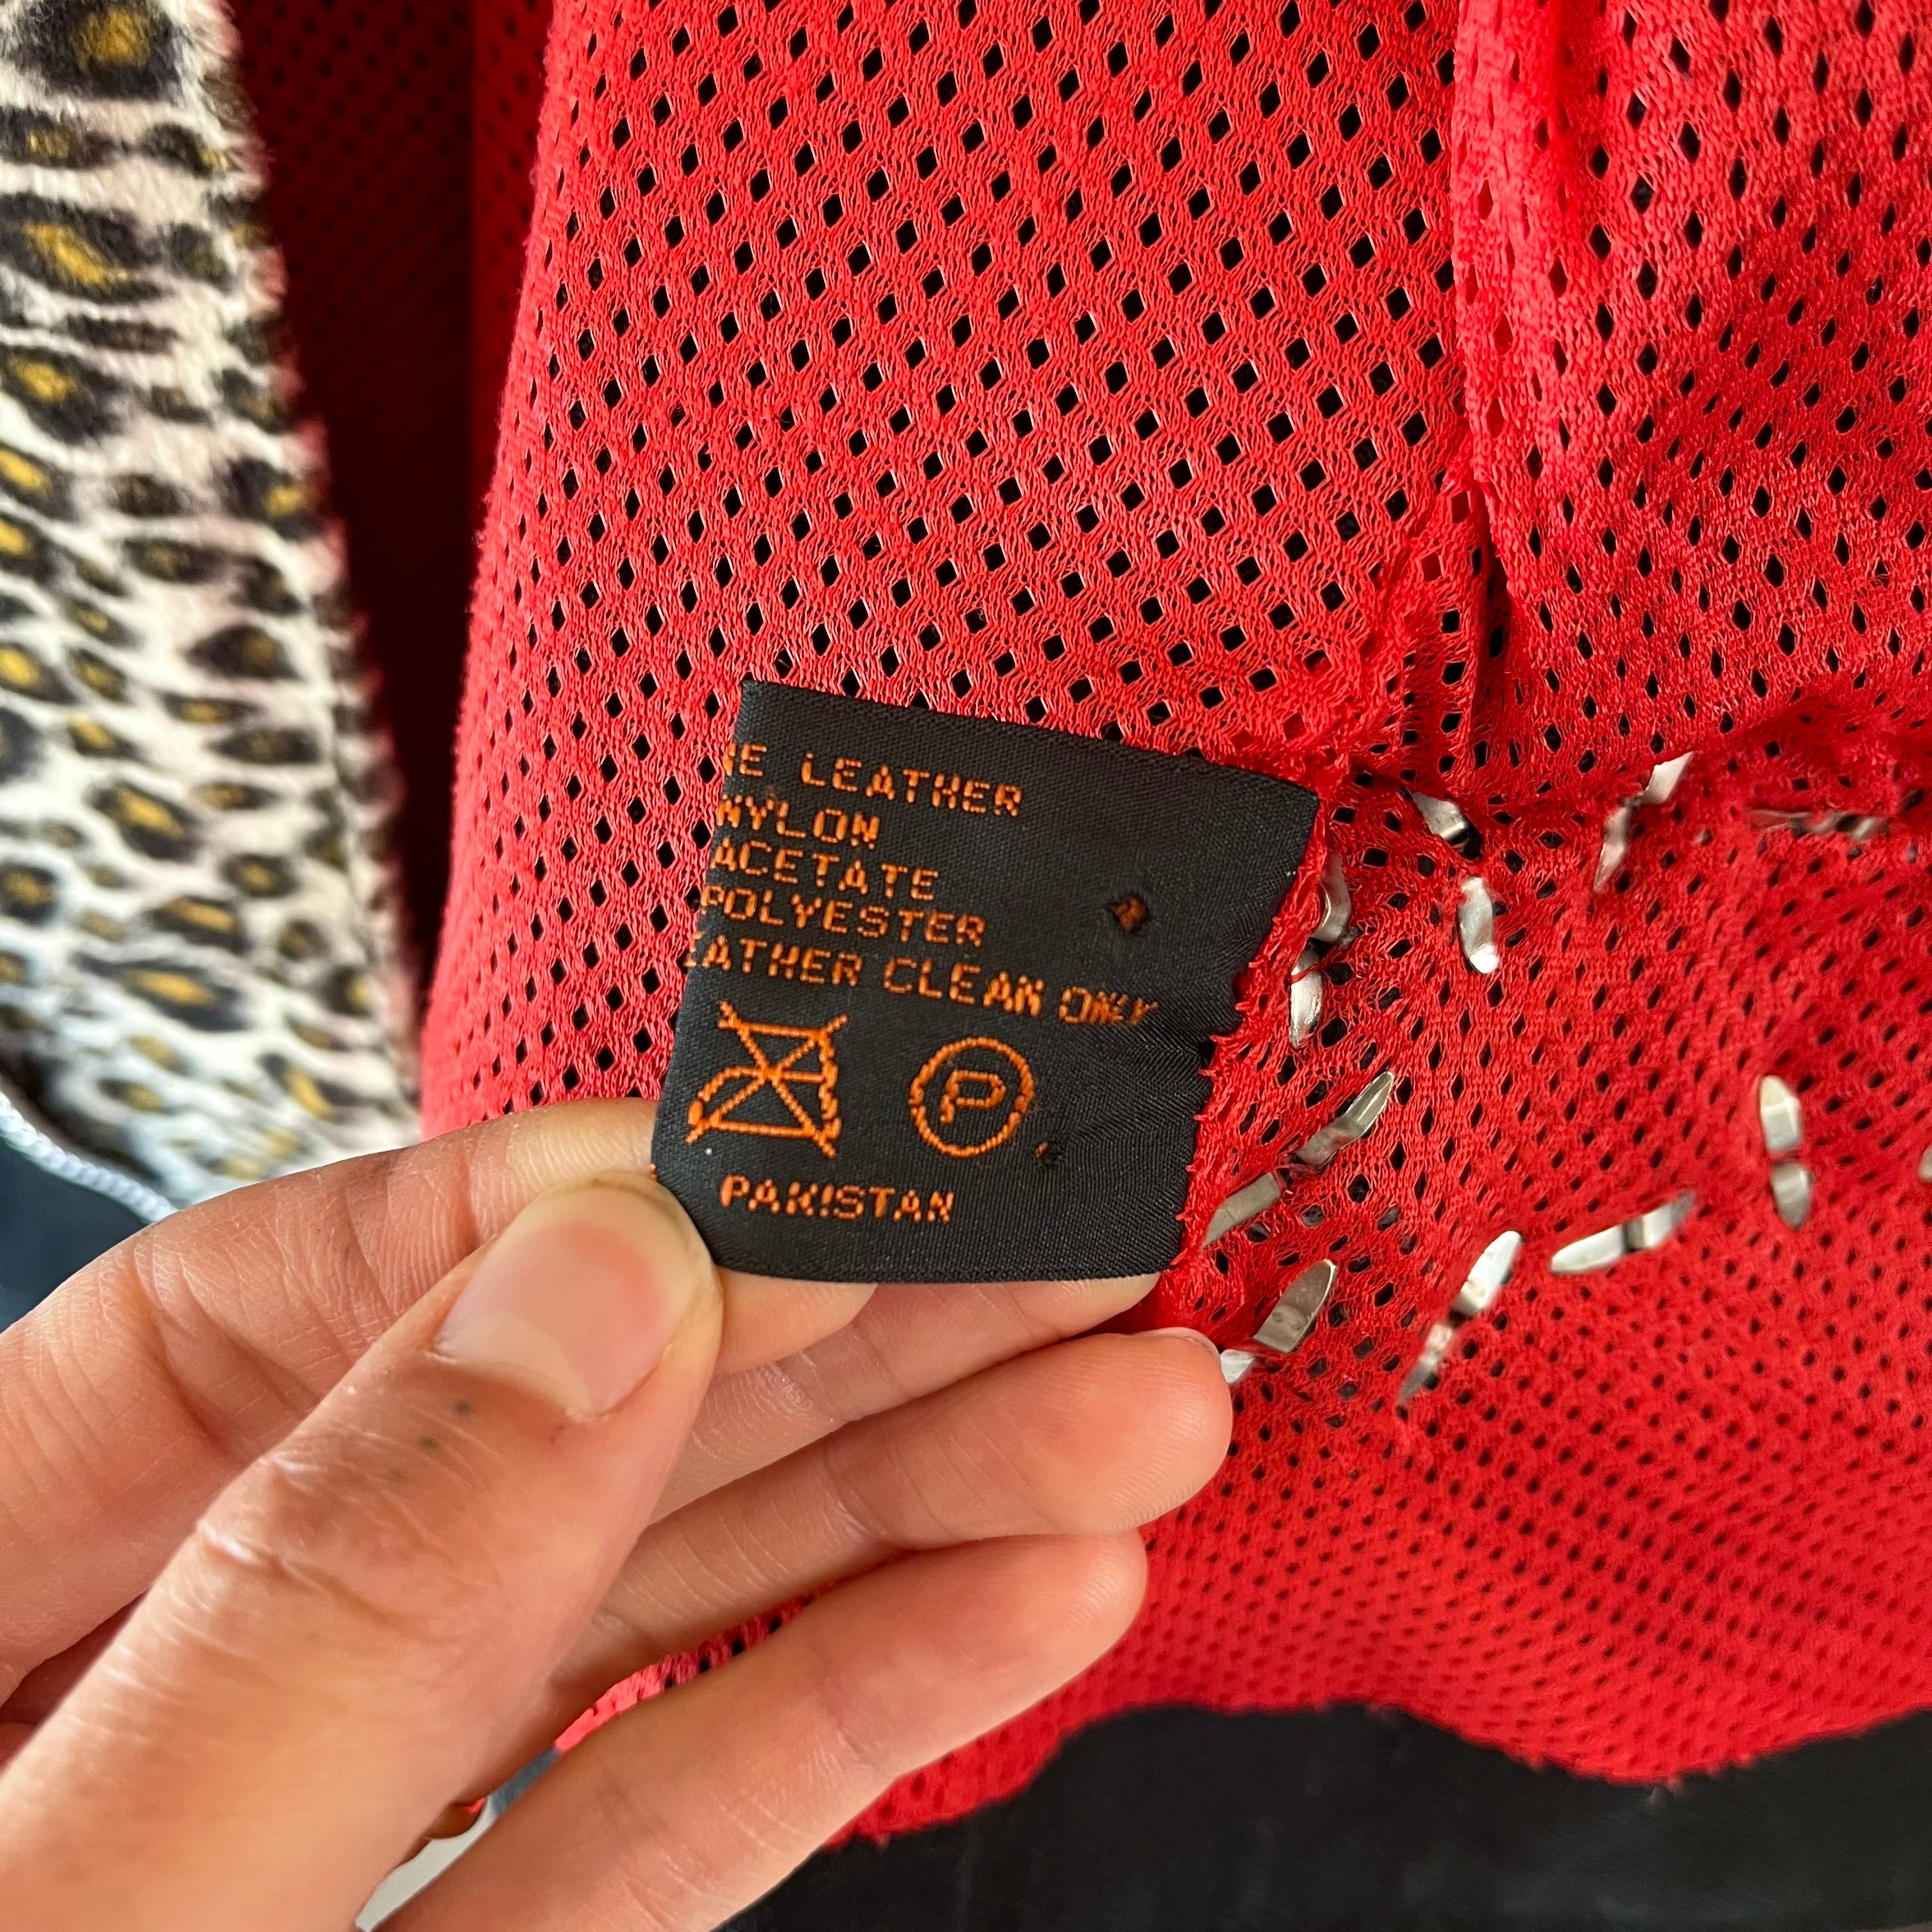 E LEATHER
NYLON
ACETATE
POLYESTER
EATHER CLEAN ONLY
P
PAKISTAN